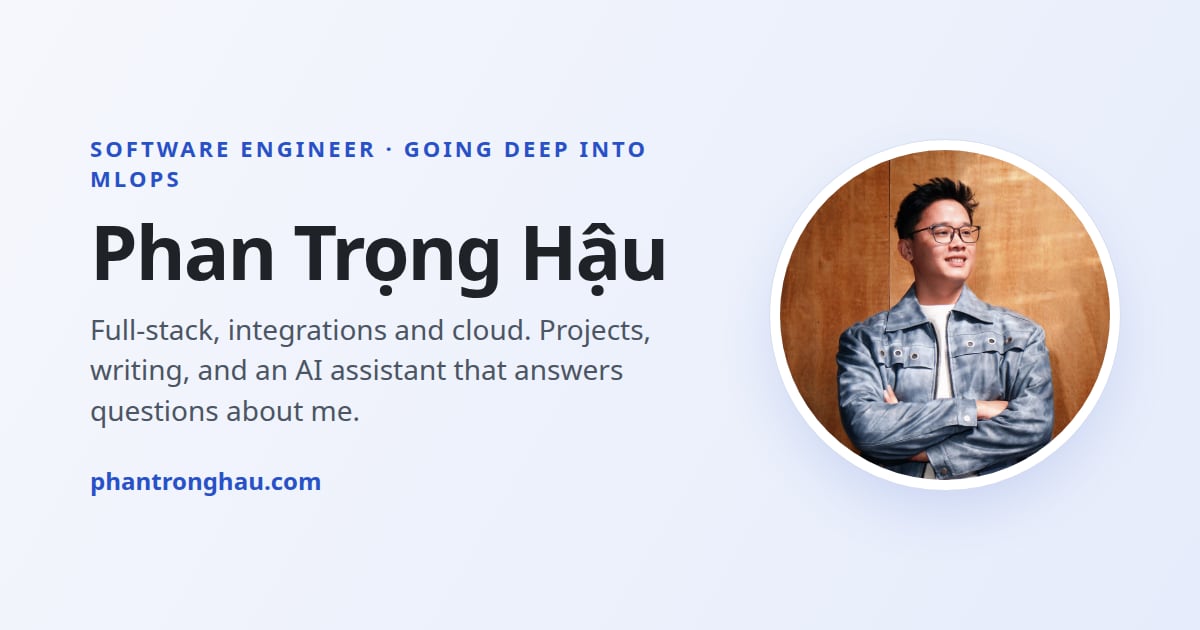 SOFTWARE ENGINEER · GOING DEEP INTO
MLOPS
Phan Trọng Hậu
Full-stack, integrations and cloud. Projects,
writing, and an AI assistant that answers
questions about me.
phantronghau.com